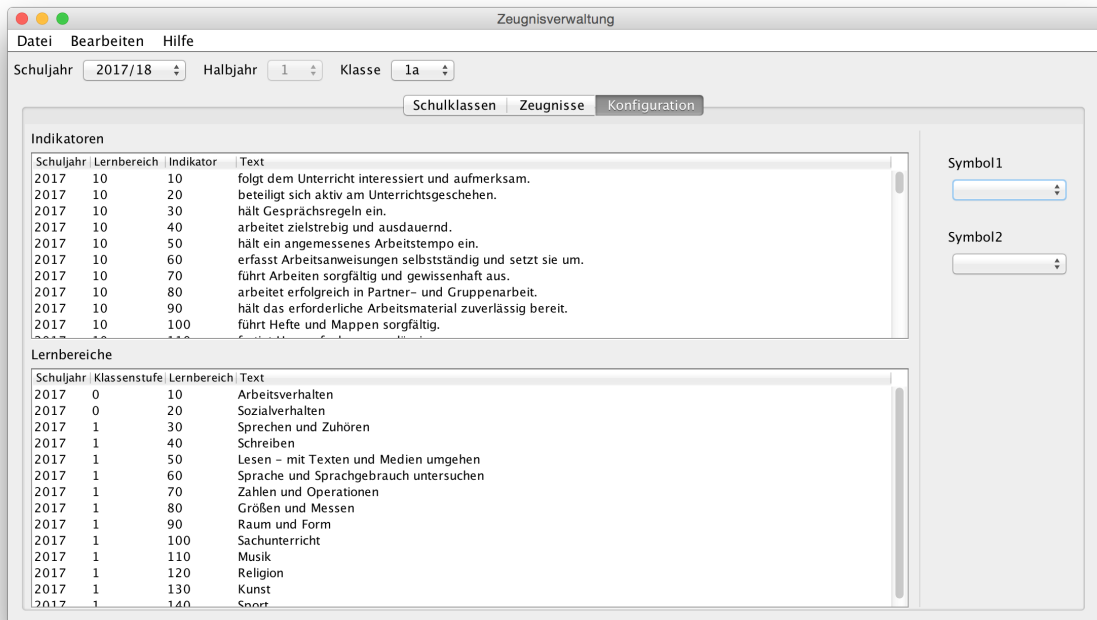 Zeugnisverwaltung
Datei Bearbeiten Hilfe
Schuljahr 2017/18 Halbjahr 1 Klasse 1a
Schulklassen Zeugnisse Konfiguration
Indikatoren
Schuljahr Lernbereich Indikator Text
2017 10 10 folgt dem Unterricht interessiert und aufmerksam.
2017 10 20 beteiligt sich aktiv am Unterrichtsgeschehen.
2017 10 30 hält Gesprächsregeln ein.
2017 10 40 arbeitet zielstrebig und ausdauernd.
2017 10 50 hält ein angemessenes Arbeitstempo ein.
2017 10 60 erfasst Arbeitsanweisungen selbstständig und setzt sie um.
2017 10 70 führt Arbeiten sorgfältig und gewissenhaft aus.
2017 10 80 arbeitet erfolgreich in Partner- und Gruppenarbeit.
2017 10 90 hält das erforderliche Arbeitsmaterial zuverlässig bereit.
2017 10 100 führt Hefte und Mappen sorgfältig.
2017 10 110
Lernbereiche
Schuljahr Klassenstufe Lernbereich Text
2017 0 10 Arbeitsverhalten
2017 0 20 Sozialverhalten
2017 1 30 Sprechen und Zuhören
2017 1 40 Schreiben
2017 1 50 Lesen - mit Texten und Medien umgehen
2017 1 60 Sprache und Sprachgebrauch untersuchen
2017 1 70 Zahlen und Operationen
2017 1 80 Größen und Messen
2017 1 90 Raum und Form
2017 1 100 Sachunterricht
2017 1 110 Musik
2017 1 120 Religion
2017 1 130 Kunst
2017 1 140 Sport
Symbol1
Symbol2